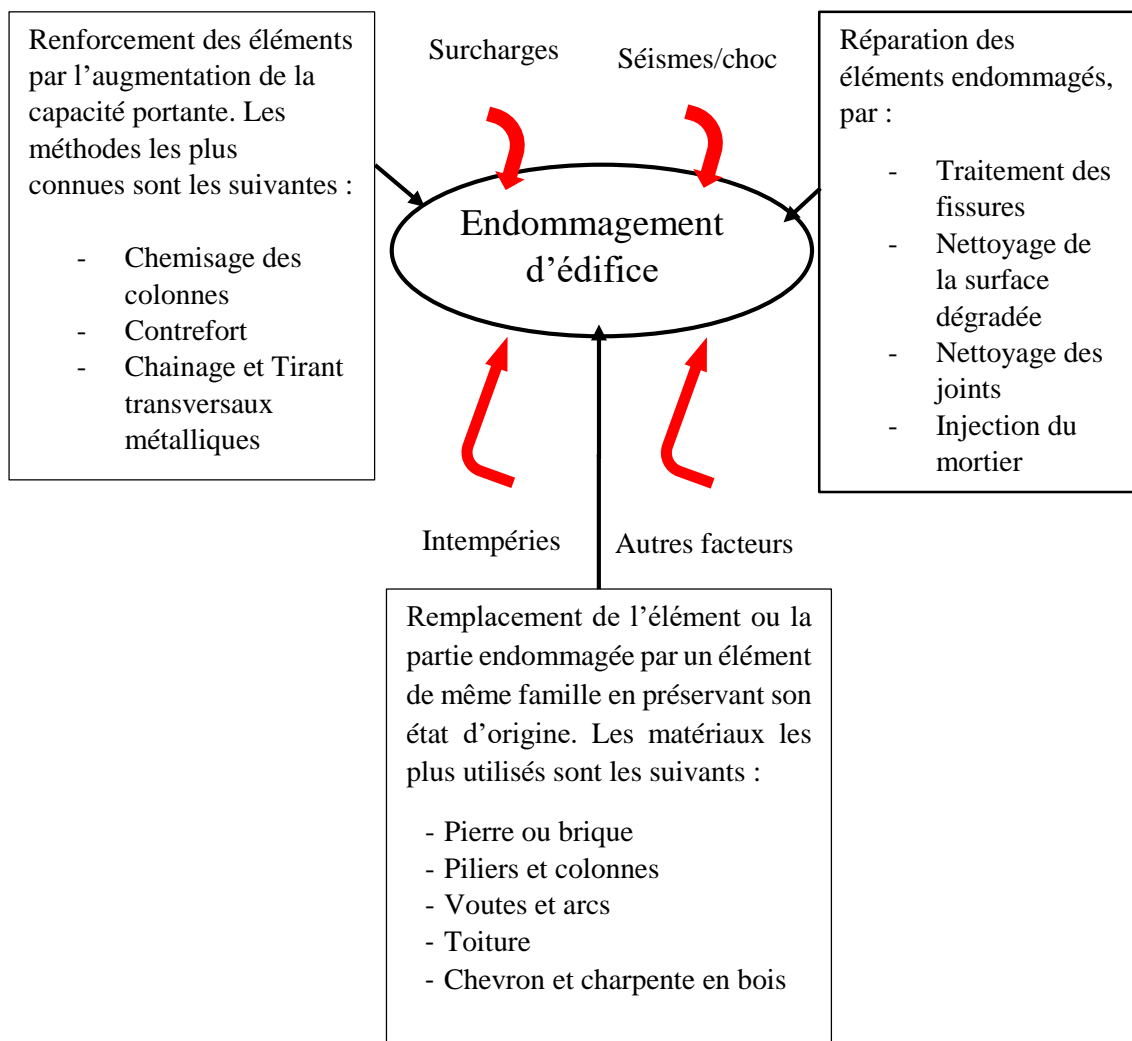 Renforcement des éléments
par l’augmentation de la
capacité portante. Les
méthodes les plus
connues sont les suivantes :
- Chemisage des
colonnes
- Contrefort
- Chainage et Tirant
transversaux
métalliques
Surcharges
Séismes/choc
Réparation des
éléments endommagés,
par :
- Traitement des
fissures
- Nettoyage de
la surface
dégradée
- Nettoyage des
joints
- Injection du
mortier
Endommagement
d’édifice
Intempéries
Autres facteurs
Remplacement de l’élément ou la
partie endommagée par un élément
de même famille en préservant son
état d’origine. Les matériaux les
plus utilisés sont les suivants :
- Pierre ou brique
- Piliers et colonnes
- Voutes et arcs
- Toiture
- Chevron et charpente en bois